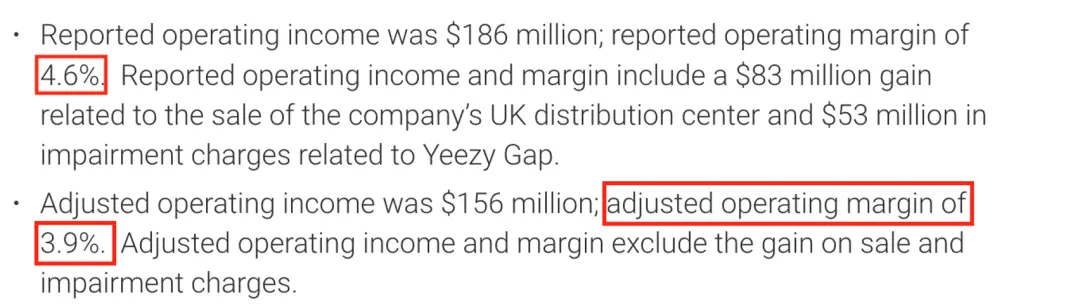 • Reported operating income was $186 million; reported operating margin of
4.6%. Reported operating income and margin include a $83 million gain
related to the sale of the company’s UK distribution center and $53 million in
impairment charges related to Yeezy Gap.
• Adjusted operating income was $156 million; adjusted operating margin of
3.9%. Adjusted operating income and margin exclude the gain on sale and
impairment charges.